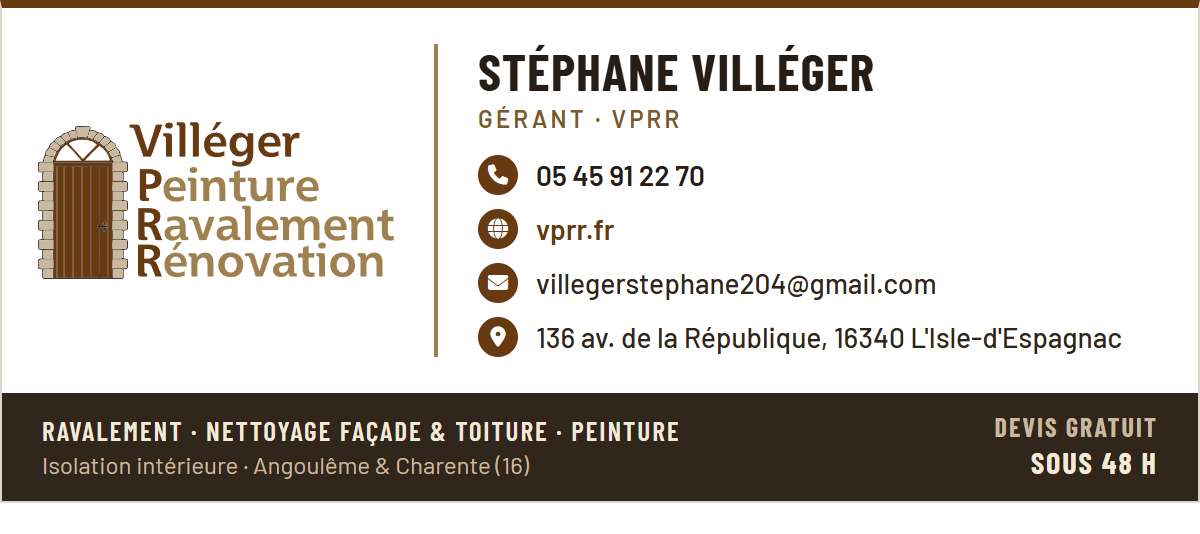 Villéger
Peinture
Ravalement
Rénovation
STÉPHANE VILLÉGER
GÉRANT · VPRR
05 45 91 22 70
vprr.fr
villegerstephane204@gmail.com
136 av. de la République, 16340 L'Isle-d'Espagnac
RAVALEMENT · NETTOYAGE FAÇADE & TOITURE · PEINTURE
Isolation intérieure · Angoulême & Charente (16)
DEVIS GRATUIT
SOUS 48 H